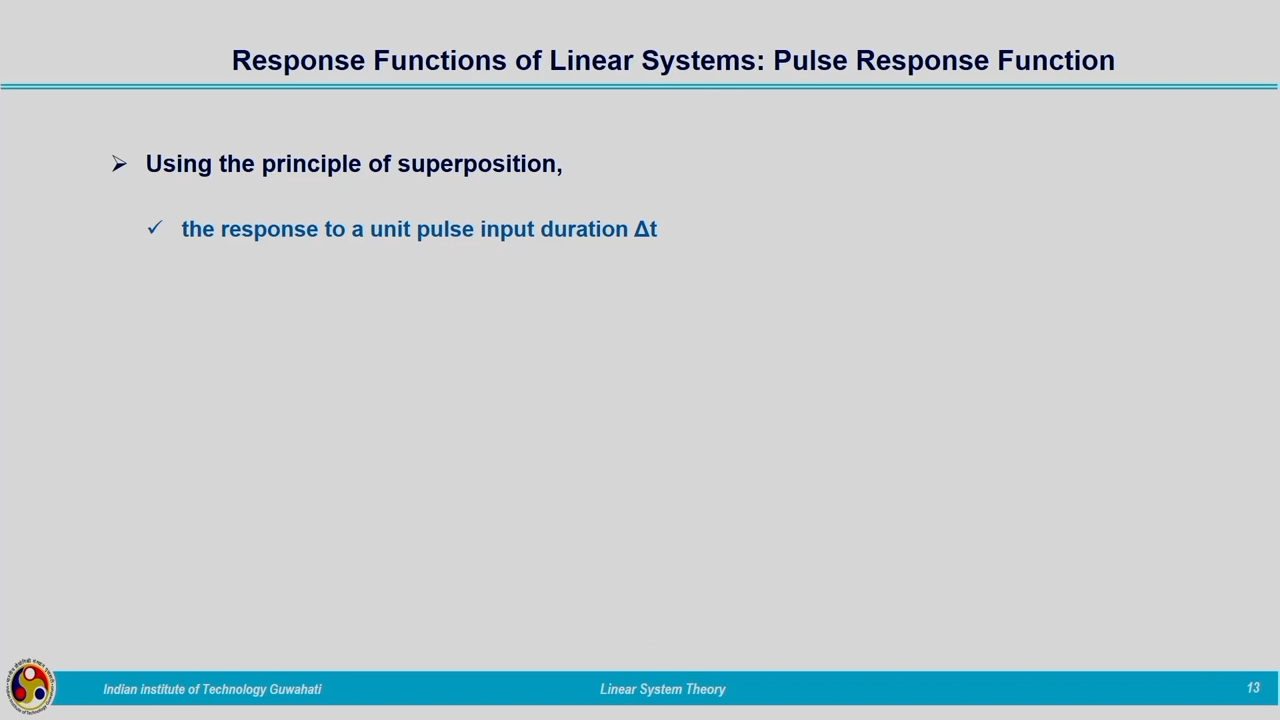 Response Functions of Linear Systems: Pulse Response Function
Using the principle of superposition,
the response to a unit pulse input duration Δt
Indian institute of Technology Guwahati
Linear System Theory
13